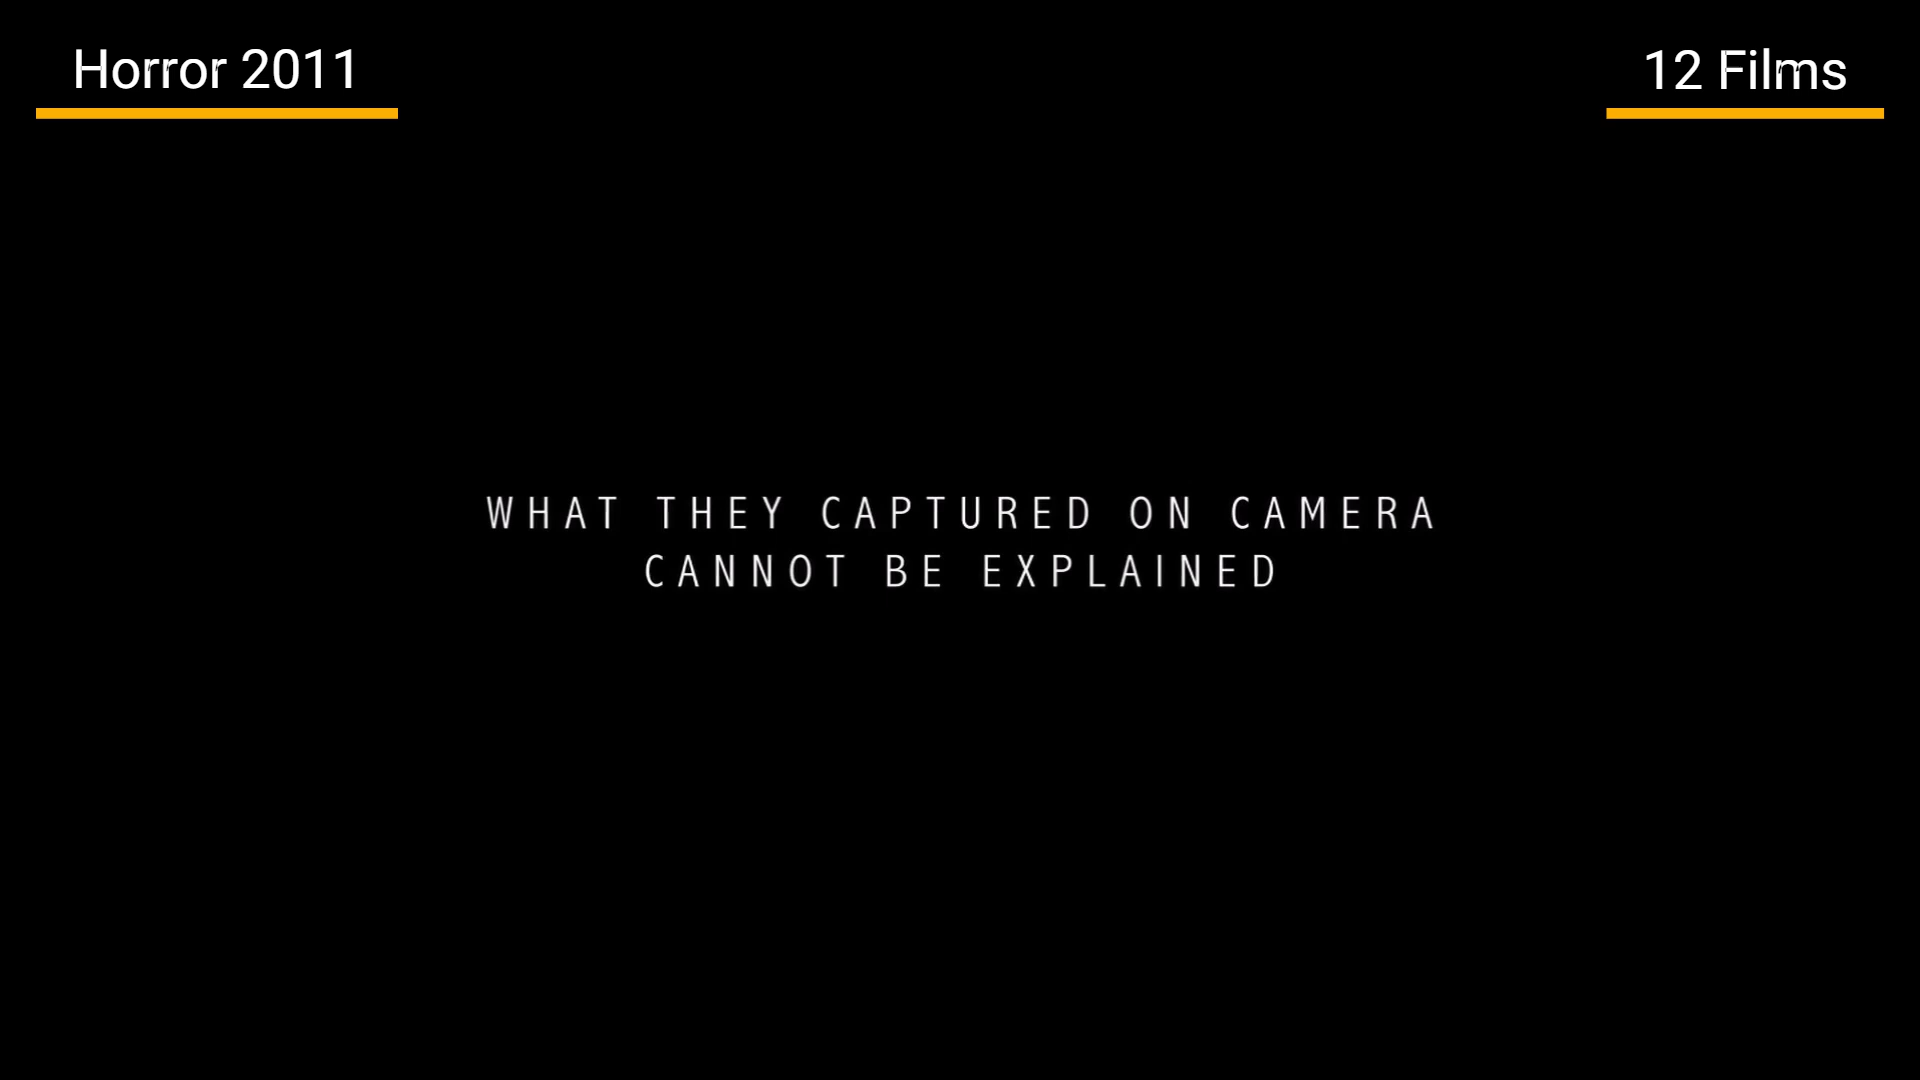 Horror 2011
12 Films
WHAT THEY CAPTURED ON CAMERA
CANNOT BE EXPLAINED